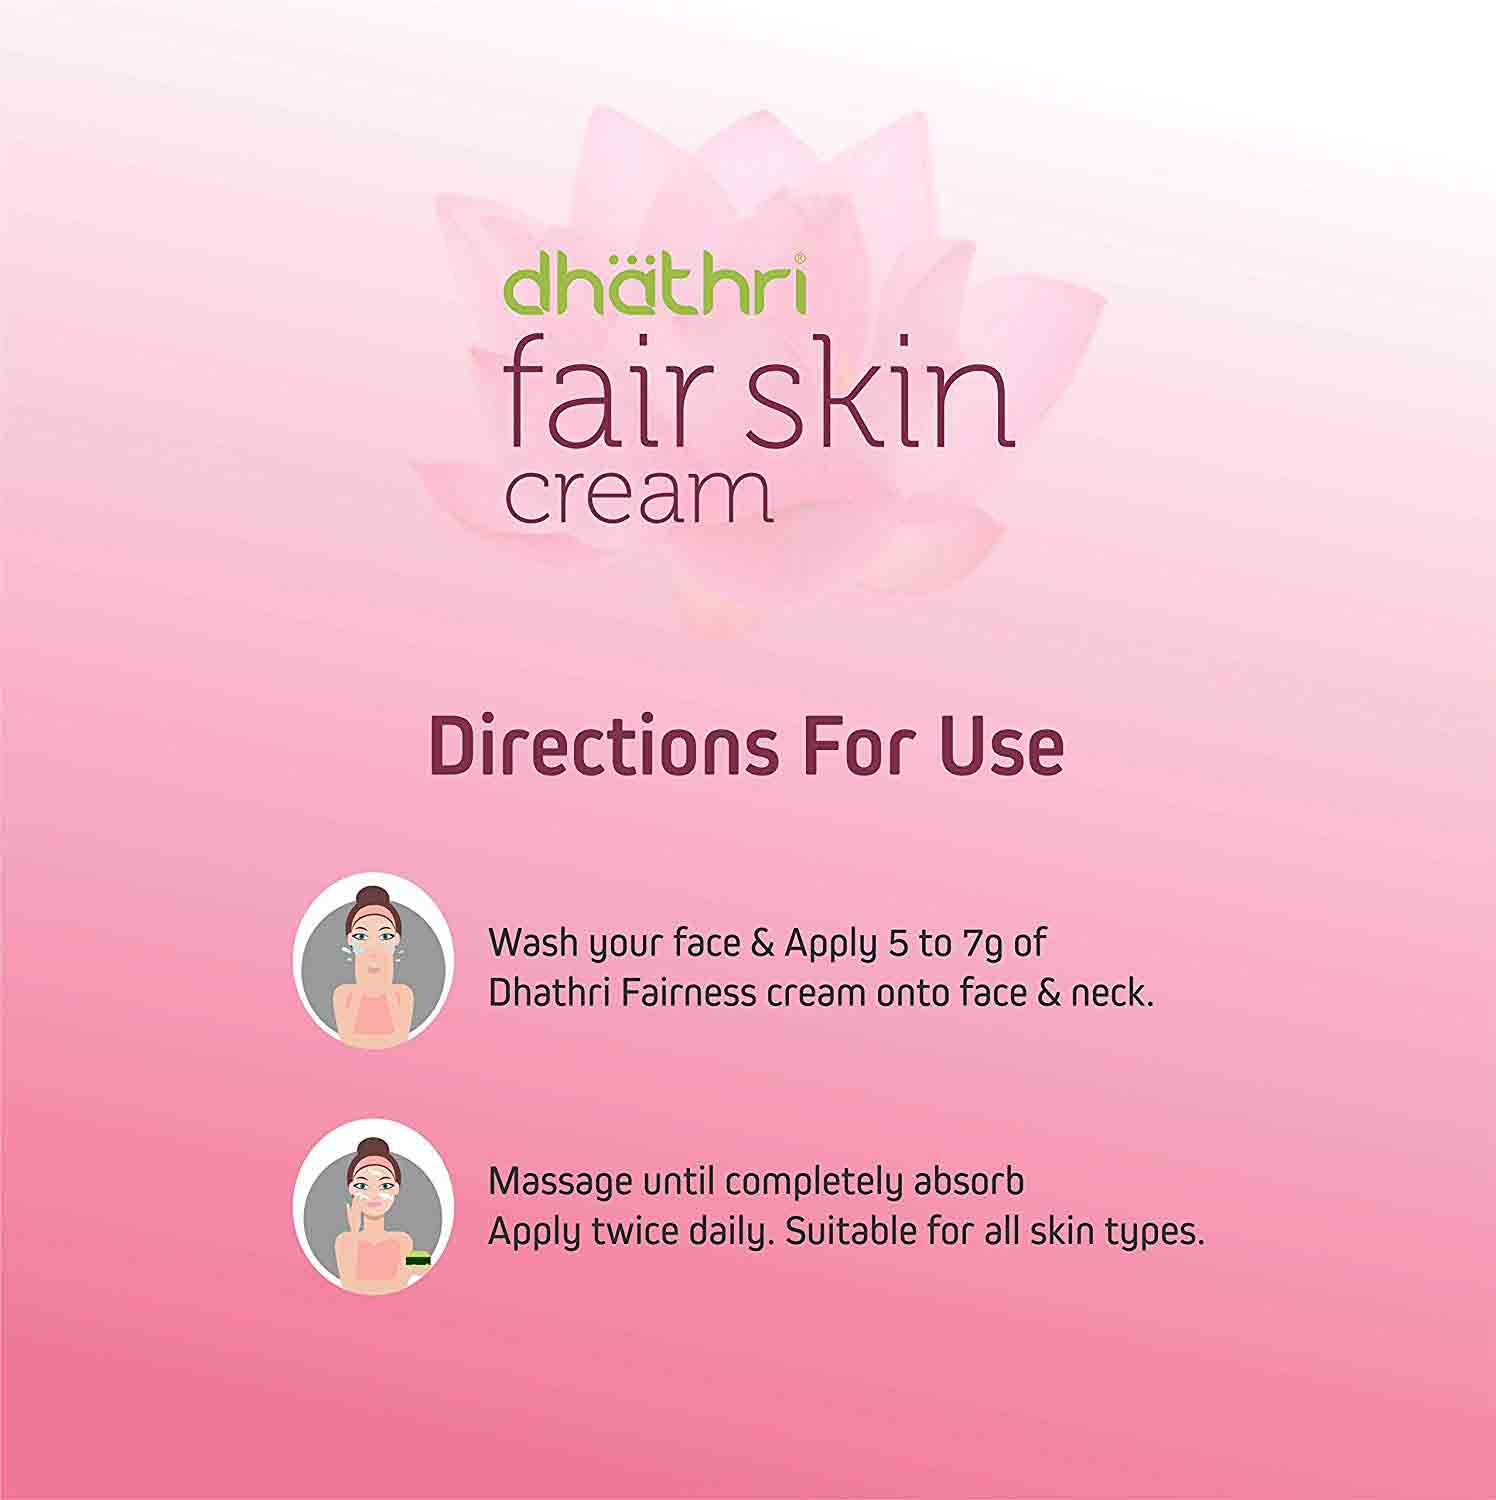 dhäthri®
fair skin
cream
Directions For Use
Wash your face & Apply 5 to 7g of
Dhathri Fairness cream onto face & neck.
Massage until completely absorb
Apply twice daily. Suitable for all skin types.